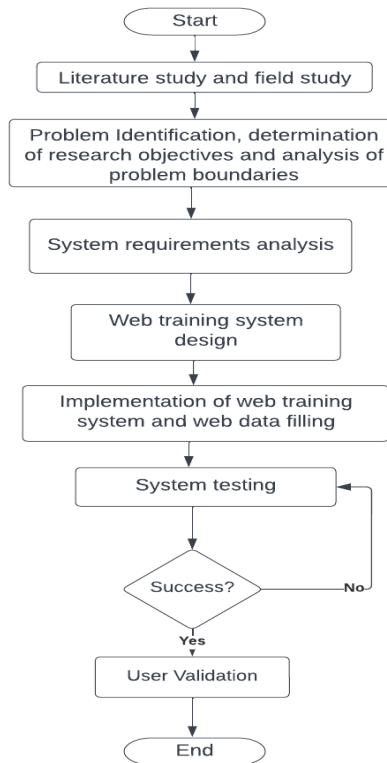 Start
Literature study and field study
Problem Identification, determination
of research objectives and analysis of
problem boundaries
System requirements analysis
Web training system
design
Implementation of web training
system and web data filling
System testing
Success?
No
Yes
User Validation
End